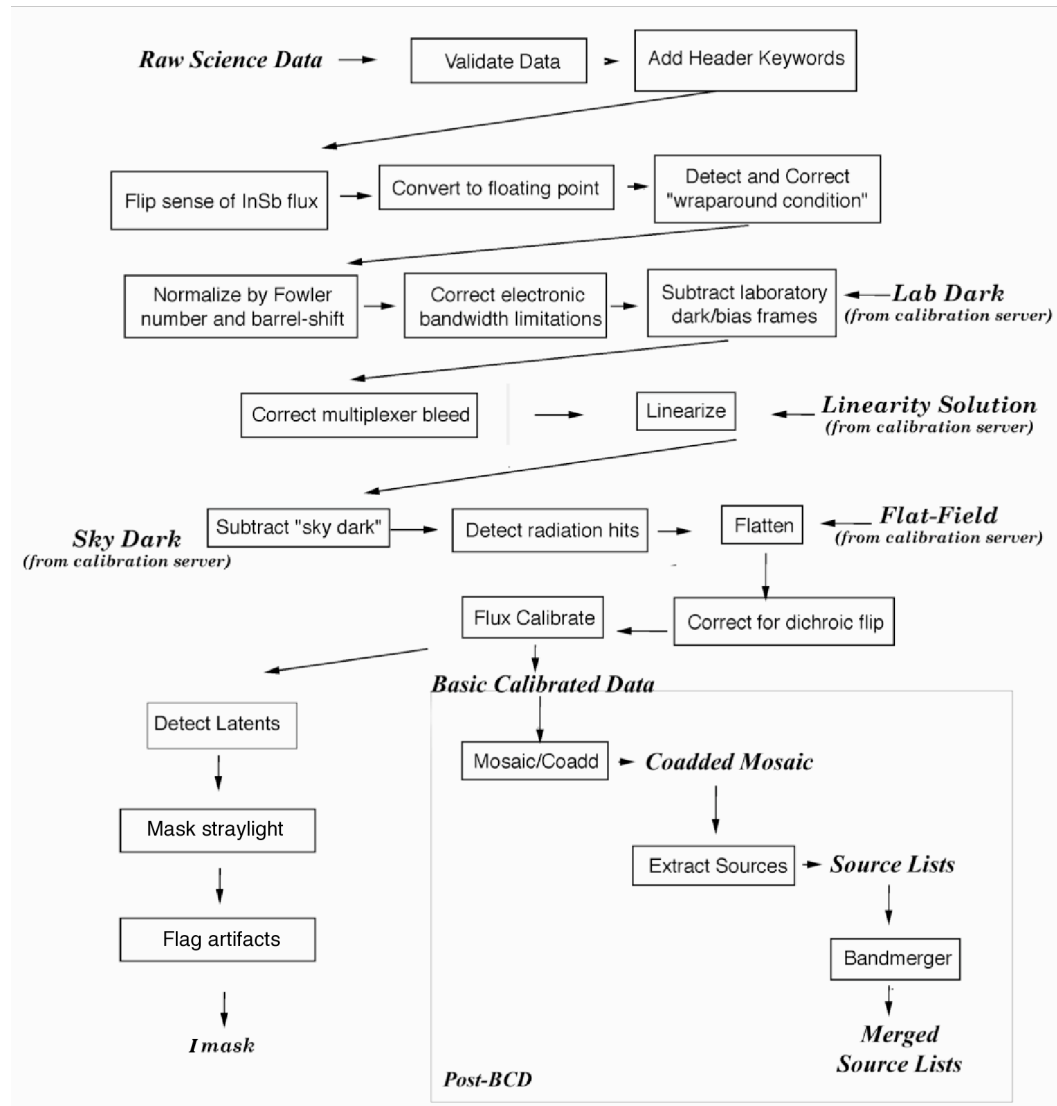 Raw Science Data
Validate Data
Add Header Keywords
Flip sense of InSb flux
Convert to floating point
Detect and Correct
"wraparound condition"
Normalize by Fowler
number and barrel-shift
Correct electronic
bandwidth limitations
Subtract laboratory
dark/bias frames
Lab Dark
(from calibration server)
Correct multiplexer bleed
Linearize
Linearity Solution
(from calibration server)
Sky Dark
(from calibration server)
Subtract "sky dark"
Detect radiation hits
Flatten
Flat-Field
(from calibration server)
Flux Calibrate
Correct for dichroic flip
Basic Calibrated Data
Detect Latents
Mask straylight
Flag artifacts
Imask
Mosaic/Coadd
Coadded Mosaic
Extract Sources
Source Lists
Bandmerger
Merged
Source Lists
Post-BCD